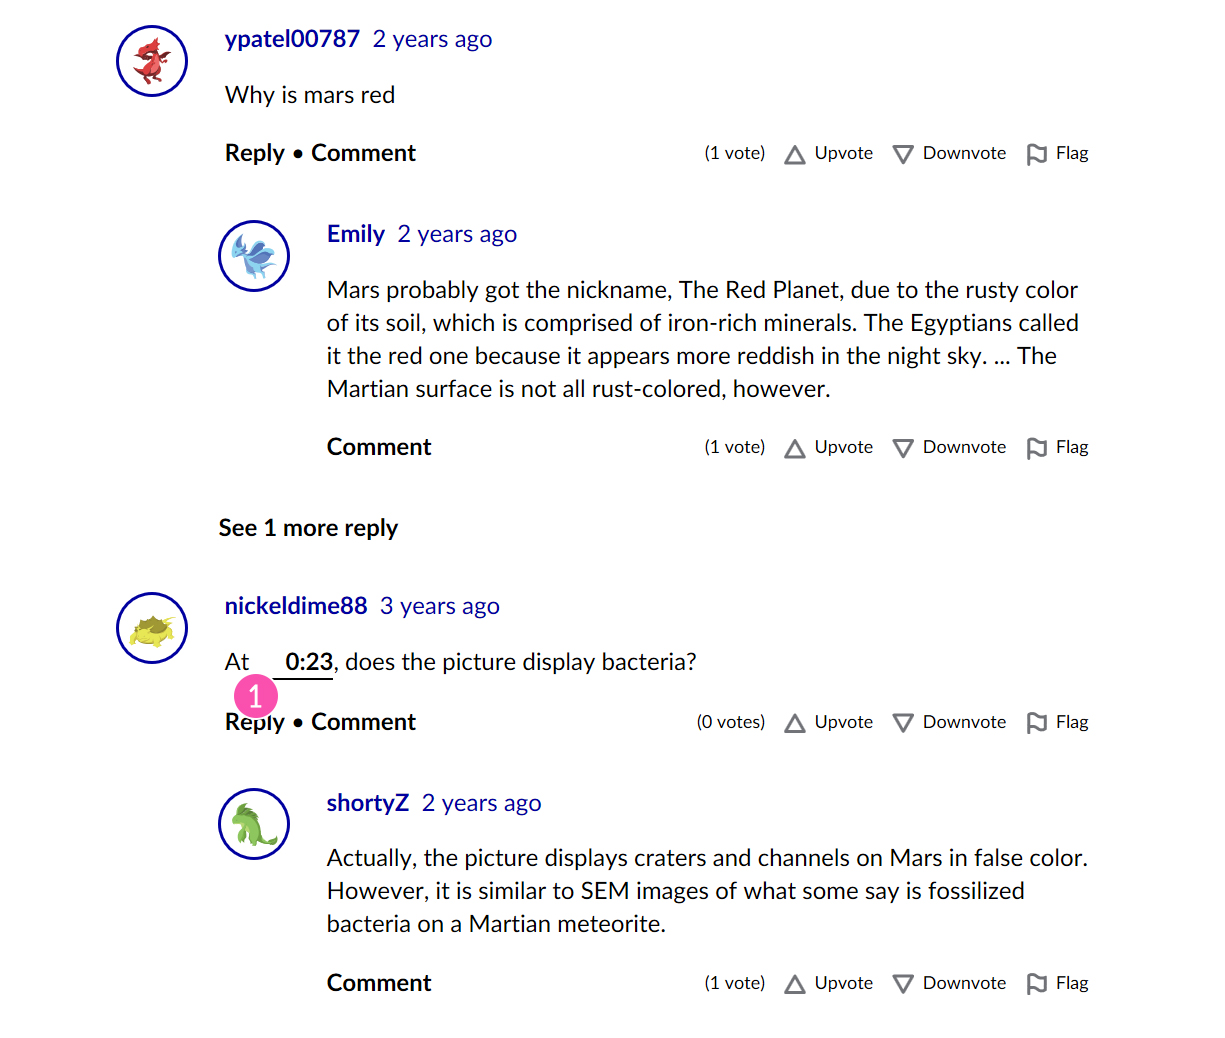 ypatel00787 2 years ago
Why is mars red
Reply • Comment (1 vote) Upvote Downvote Flag
Emily 2 years ago
Mars probably got the nickname, The Red Planet, due to the rusty color
of its soil, which is comprised of iron-rich minerals. The Egyptians called
it the red one because it appears more reddish in the night sky. ... The
Martian surface is not all rust-colored, however.
Comment (1 vote) Upvote Downvote Flag
See 1 more reply
nickeldime88 3 years ago
At 0:23, does the picture display bacteria?
1
Reply • Comment (0 votes) Upvote Downvote Flag
shortyZ 2 years ago
Actually, the picture displays craters and channels on Mars in false color.
However, it is similar to SEM images of what some say is fossilized
bacteria on a Martian meteorite.
Comment (1 vote) Upvote Downvote Flag